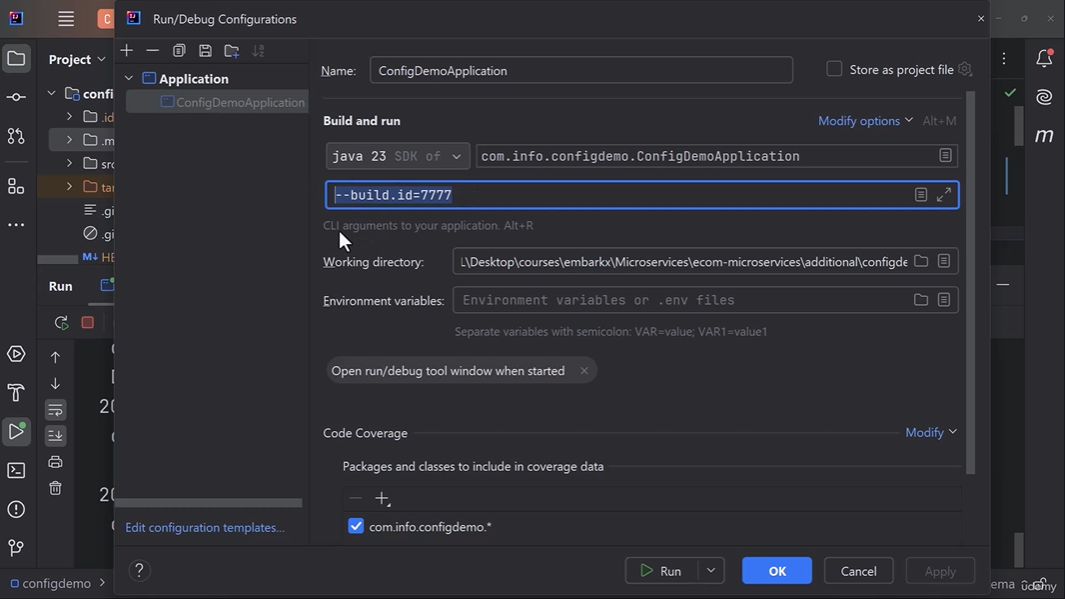 Run/Debug Configurations
C
Project
Name:
ConfigDemoApplication
Store as project file
Application
ConfigDemoApplication
confi
.id
.m
src
tar
.gi
.gi
M↓ HE
Build and run
Modify options
Alt+M
java 23 SDK of
com.info.configdemo.ConfigDemoApplication
--build.id=7777
CLI arguments to your application. Alt+R
Working directory:
L\Desktop\courses\embarkx\Microservices\ecom-microservices\additional\configde
Run
Environment variables:
Environment variables or .env files
Separate variables with semicolon: VAR=value; VAR1=value1
Open run/debug tool window when started
20
Code Coverage
Modify
Packages and classes to include in coverage data
20
Edit configuration templates...
com.info.configdemo.*
?
Run
OK
Cancel
Apply
configdemo
ema
udemy